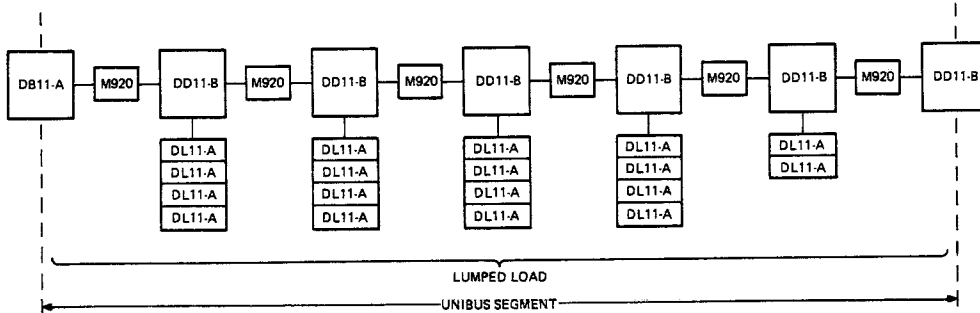 DB11-A M920 DD11-B M920 DD11-B M920 DD11-B M920 DD11-B M920 DD11-B M920 DD11-B
DL11-A DL11-A DL11-A DL11-A DL11-A
DL11-A DL11-A DL11-A DL11-A DL11-A
DL11-A DL11-A DL11-A DL11-A
DL11-A DL11-A DL11-A DL11-A
LUMPED LOAD
UNIBUS SEGMENT